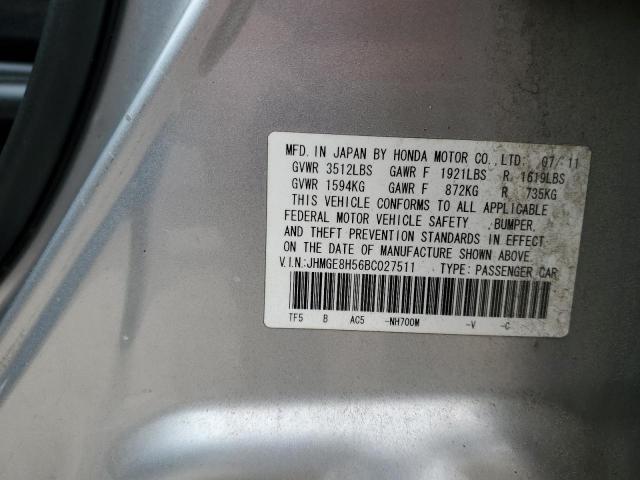 MFD. IN JAPAN BY HONDA MOTOR CO.,LTD. 07/11
GVWR 3512LBS GAWR F 1921LBS R 1619LBS
GVWR 1594KG GAWR F 872KG R 735KG
THIS VEHICLE CONFORMS TO ALL APPLICABLE
FEDERAL MOTOR VEHICLE SAFETY ,BUMPER,
AND THEFT PREVENTION STANDARDS IN EFFECT
ON THE DATE OF MANUFACTURE SHOWN ABOVE.
V.I.N:JHMGE8H56BC027511 TYPE: PASSENGER CAR
TF5 B AC5 -NH700M -V -C